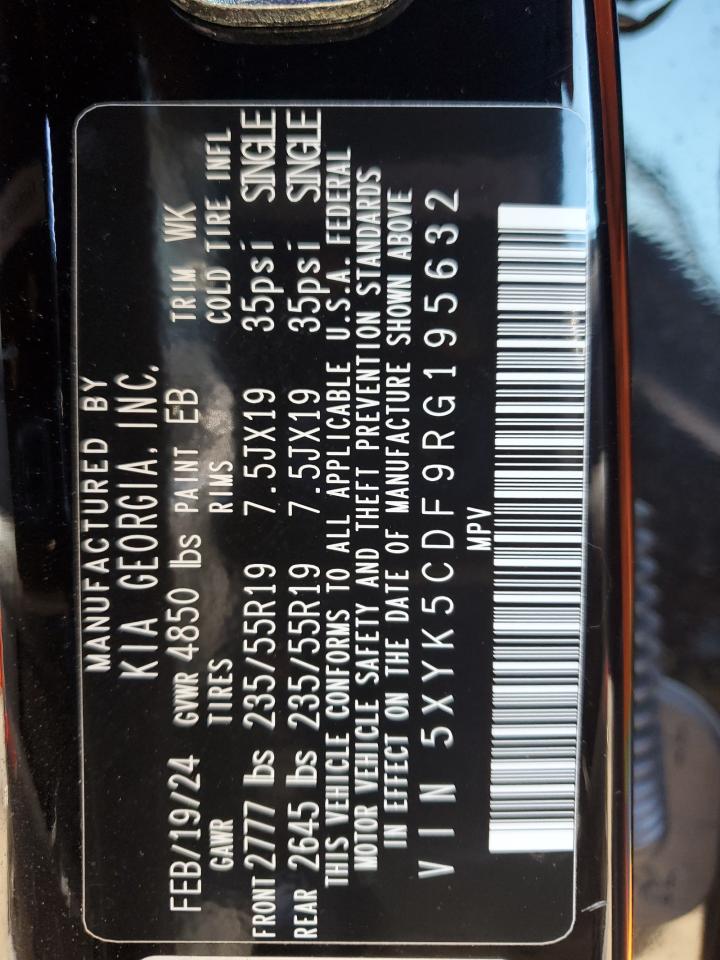 MANUFACTURED BY
KIA GEORGIA, INC.
FEB/19/24 GVWR 4850 lbs PAINT EB TRIM WK
GAWR TIRES RIMS COLD TIRE INFL
FRONT 2777 lbs 235/55R19 7.5JX19 35psi SINGLE
REAR 2645 lbs 235/55R19 7.5JX19 35psi SINGLE
THIS VEHICLE CONFORMS TO ALL APPLICABLE U.S.A. FEDERAL
MOTOR VEHICLE SAFETY AND THEFT PREVENTION STANDARDS
IN EFFECT ON THE DATE OF MANUFACTURE SHOWN ABOVE
VIN 5XYK5CDF9RG195632
MPV